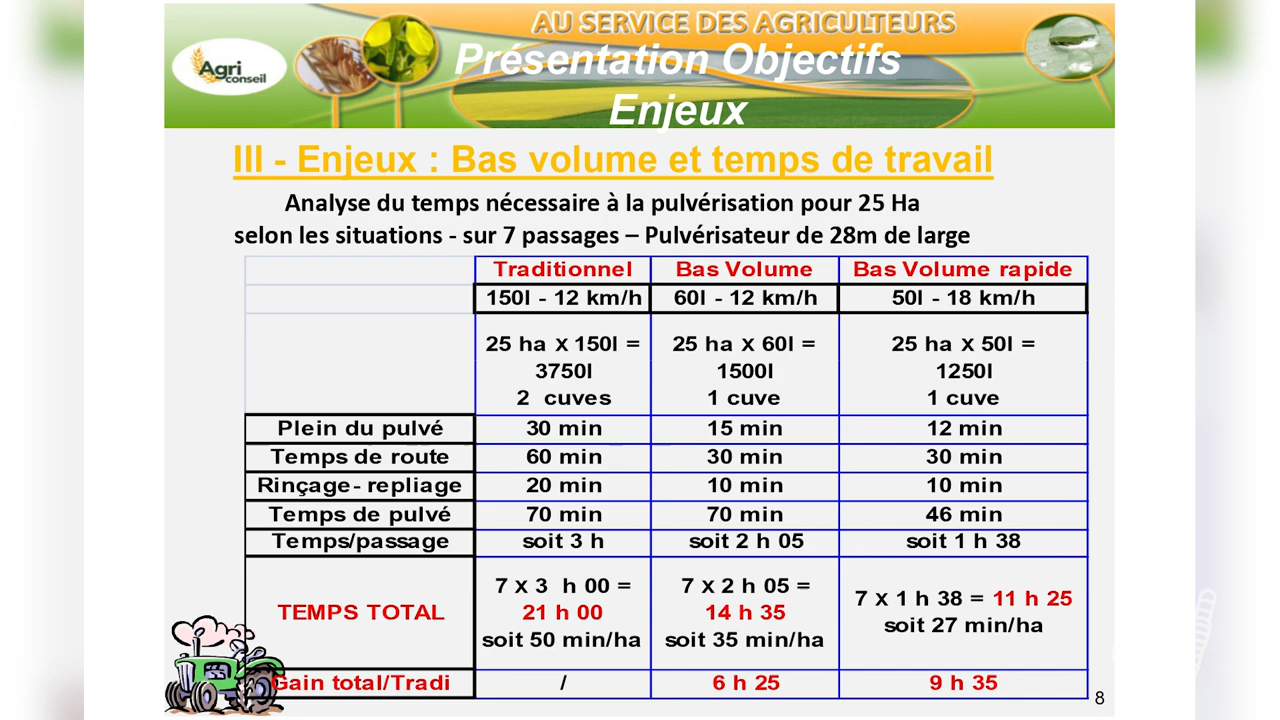 AU SERVICE DES AGRICULTEURS
Agri
conseil
Présentation Objectifs
Enjeux
III - Enjeux : Bas volume et temps de travail
Analyse du temps nécessaire à la pulvérisation pour 25 Ha
selon les situations - sur 7 passages – Pulvérisateur de 28m de large
Traditionnel Bas Volume Bas Volume rapide
150l - 12 km/h 60l - 12 km/h 50l - 18 km/h
25 ha x 150l = 25 ha x 60l = 25 ha x 50l =
3750l 1500l 1250l
2 cuves 1 cuve 1 cuve
Plein du pulvé 30 min 15 min 12 min
Temps de route 60 min 30 min 30 min
Rinçage - repliage 20 min 10 min 10 min
Temps de pulvé 70 min 70 min 46 min
Temps/passage soit 3 h soit 2 h 05 soit 1 h 38
TEMPS TOTAL
7 x 3 h 00 =
21 h 00
soit 50 min/ha
7 x 2 h 05 =
14 h 35
soit 35 min/ha
7 x 1 h 38 = 11 h 25
soit 27 min/ha
Gain total/Tradi / 6 h 25 9 h 35
8